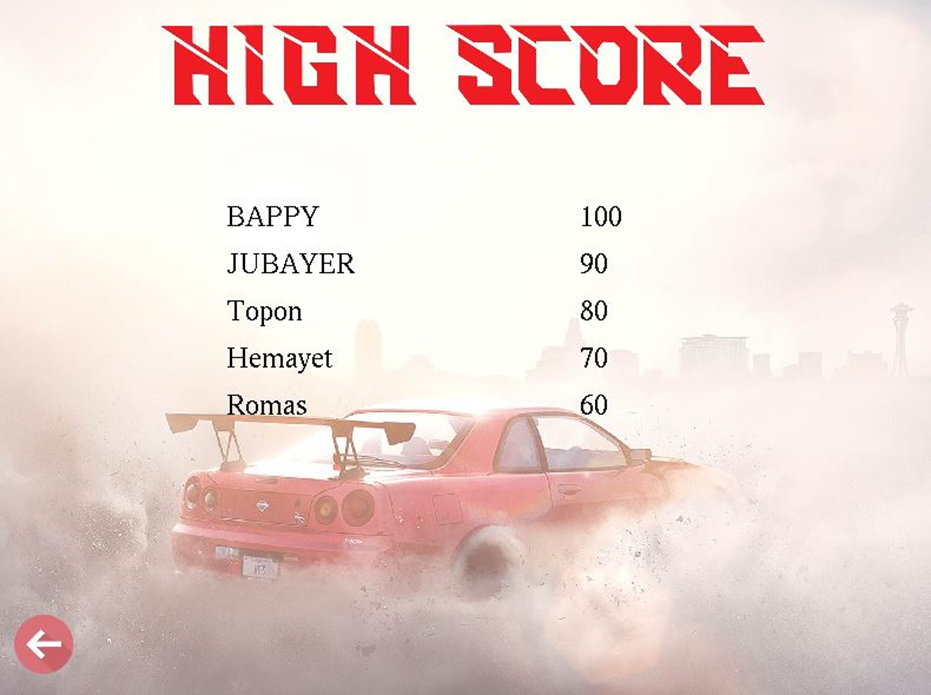 HIGH SCORE
BAPPY 100
JUBAYER 90
Topon 80
Hemayet 70
Romas 60